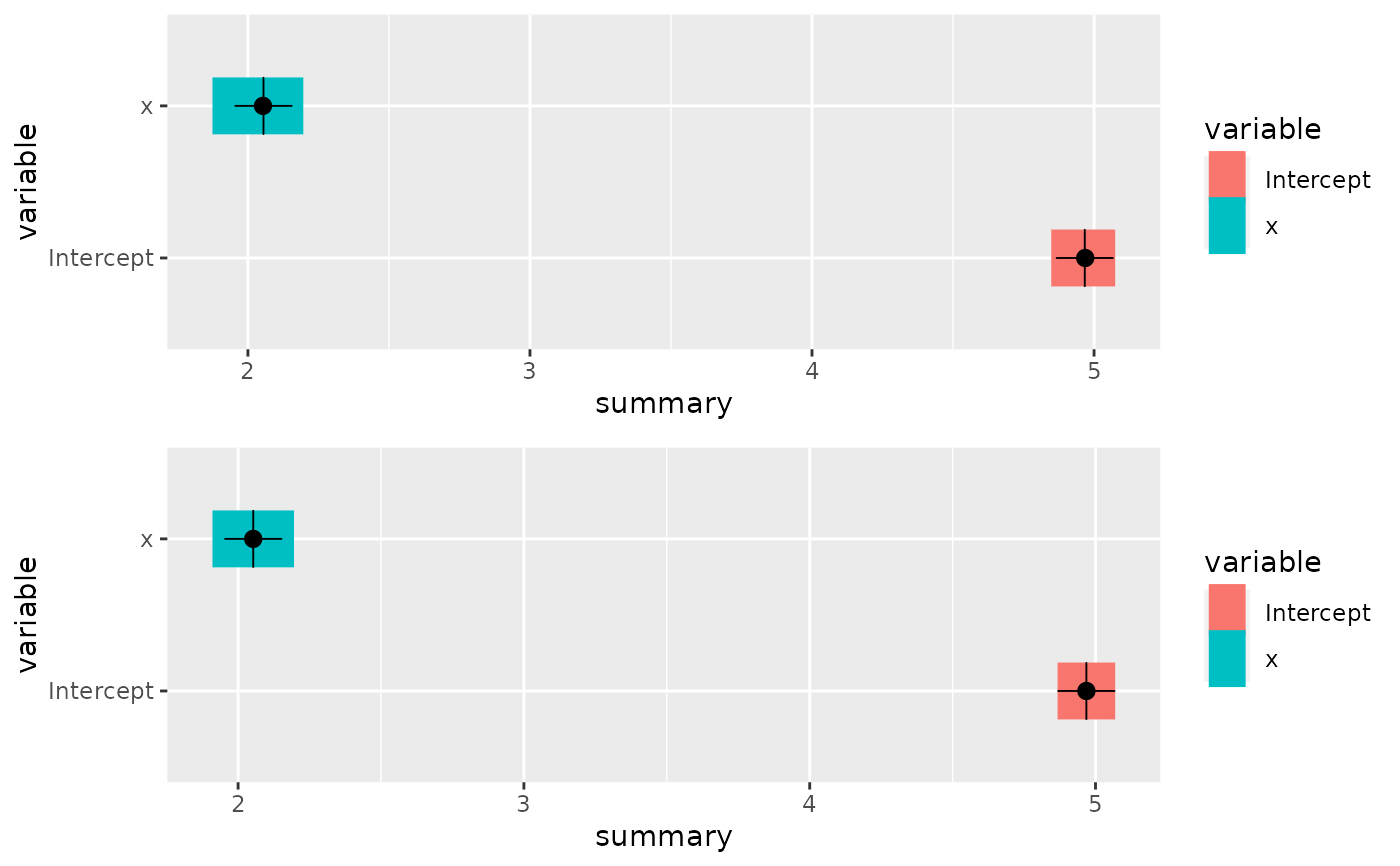 variable
x
Intercept
2 3 4 5
summary
variable
Intercept
x
variable
x
Intercept
2 3 4 5
summary
variable
Intercept
x